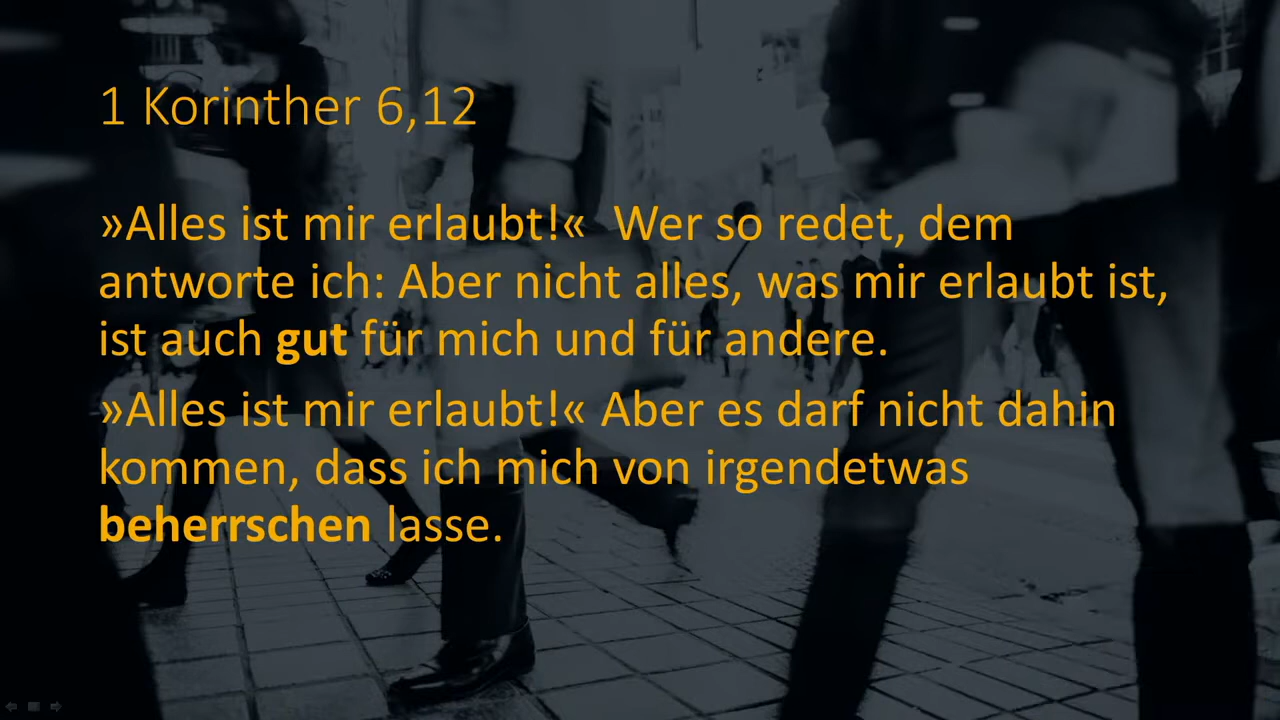 1 Korinther 6,12
»Alles ist mir erlaubt!«  Wer so redet, dem
antworte ich: Aber nicht alles, was mir erlaubt ist,
ist auch gut für mich und für andere.
»Alles ist mir erlaubt!« Aber es darf nicht dahin
kommen, dass ich mich von irgendetwas
beherrschen lasse.